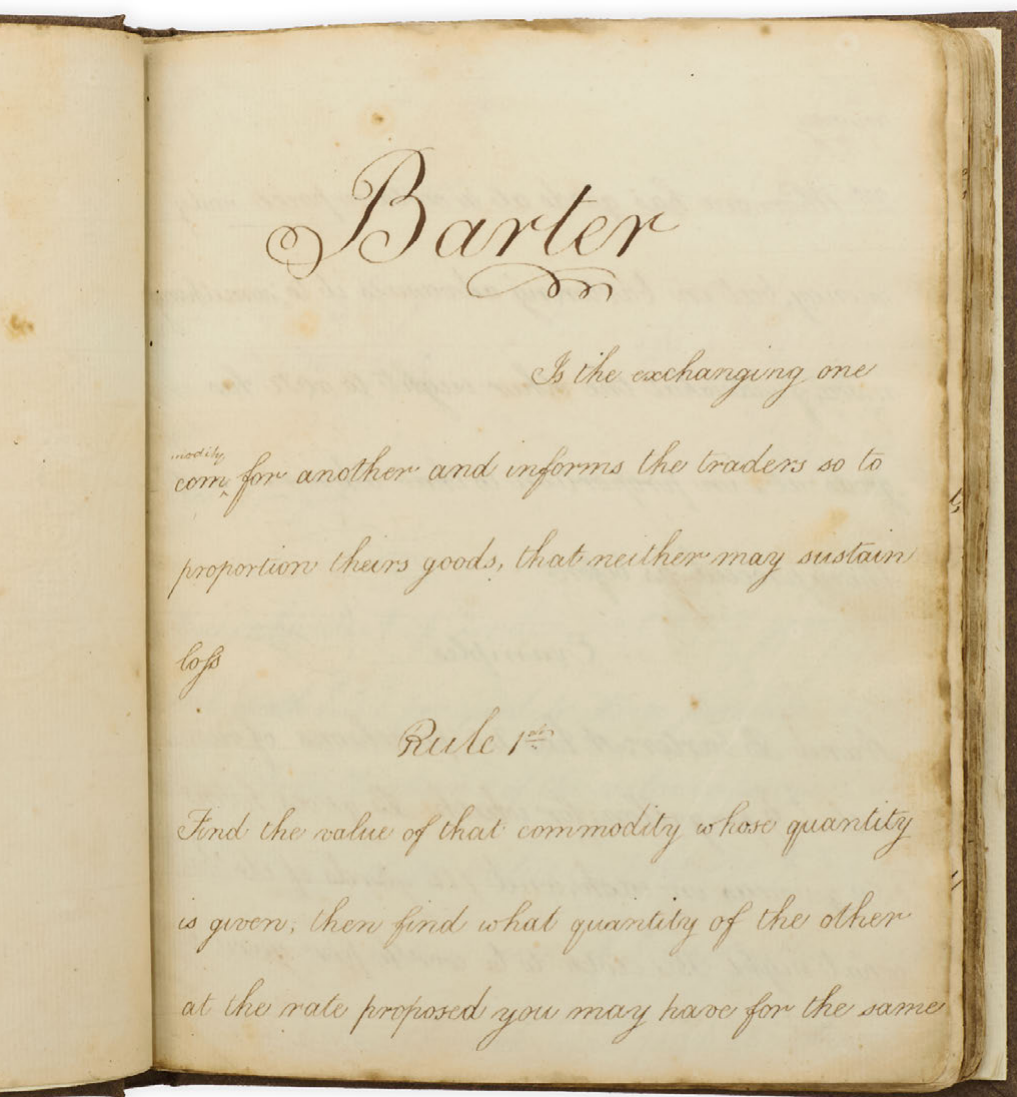 Barter
Is the exchanging one
modity
com‸ for another and informs the traders so to
proportion theirs goods, that neither may sustain
loſs
Rule 1st
Find the value of that commodity whose quantity
is given; then find what quantity of the other
at the rate proposed you may have for the same